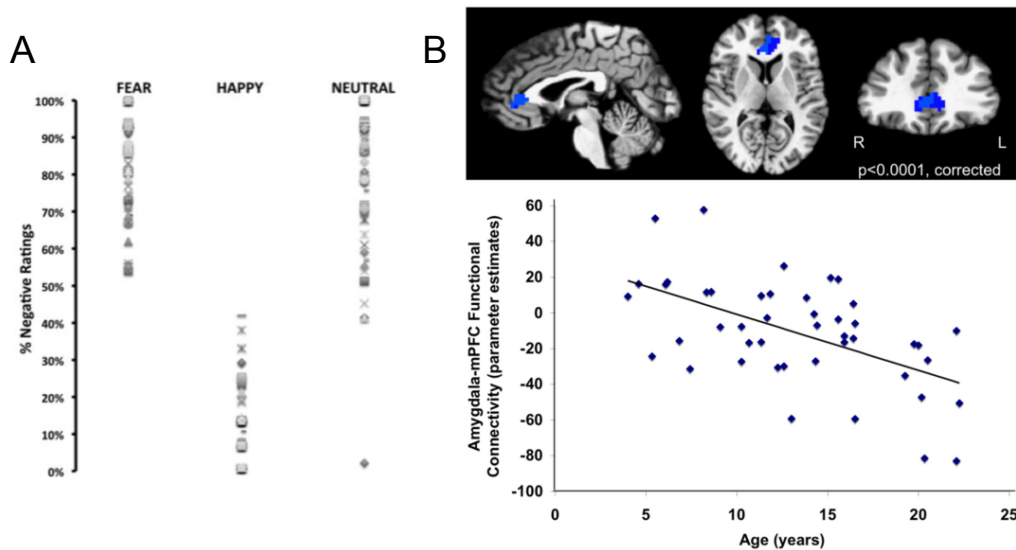 A
FEAR HAPPY NEUTRAL
100%
90%
80%
70%
60%
50%
40%
30%
20%
10%
0%
% Negative Ratings
B
R L
p<0.0001, corrected
60
40
20
0
-20
-40
-60
-80
-100
Amygdala-mPFC Functional
Connectivity (parameter estimates)
0 5 10 15 20 25
Age (years)